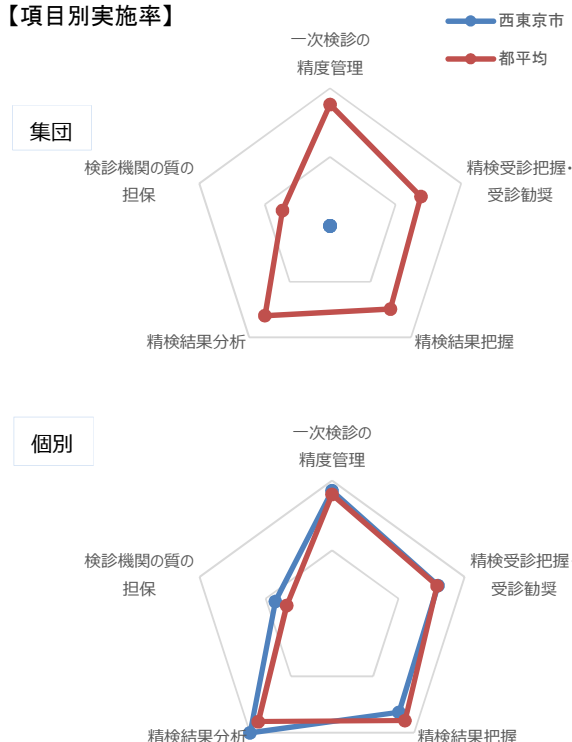 【項目別実施率】
西東京市
都平均
集団
一次検診の
精度管理
検診機関の質の
担保
精検受診把握・
受診勧奨
精検結果分析
精検結果把握
個別
一次検診の
精度管理
検診機関の質の
担保
精検受診把握
受診勧奨
精検結果分析
精検結果把握